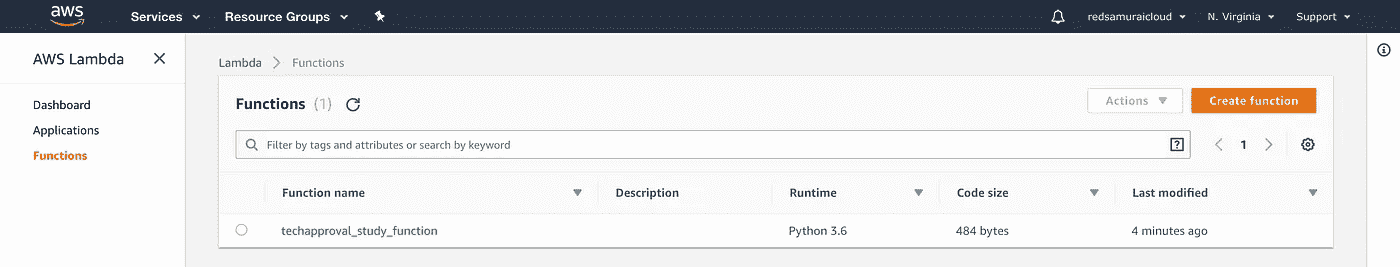 aws Services Resource Groups redsamuraicloud N. Virginia Support
AWS Lambda
Dashboard
Applications
Functions
Lambda Functions
Functions (1) Actions Create function
Filter by tags and attributes or search by keyword ? 1
Function name Description Runtime Code size Last modified
techapproval_study_function Python 3.6 484 bytes 4 minutes ago